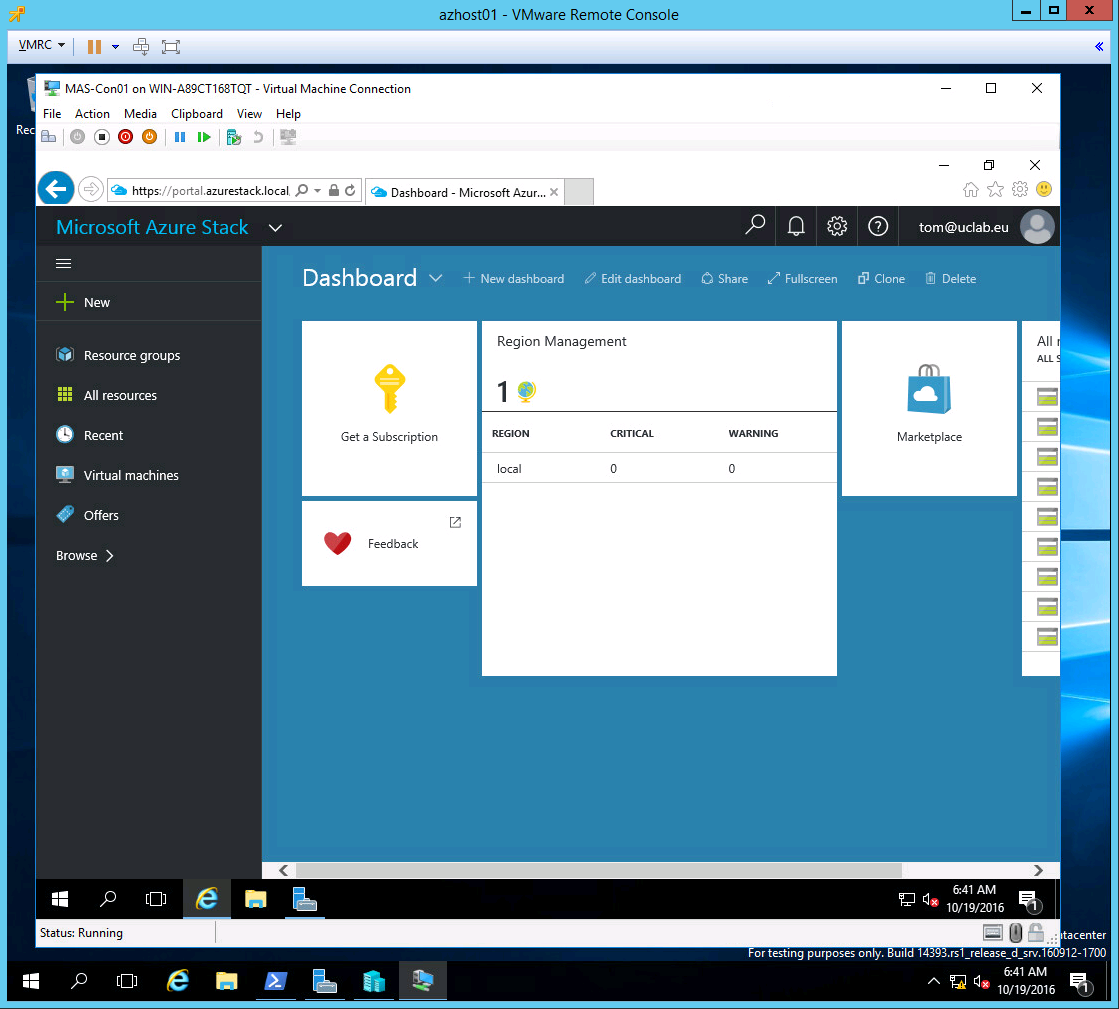 azhost01 - VMware Remote Console
VMRC
Rec
MAS-Con01 on WIN-A89CT168TQT - Virtual Machine Connection
File Action Media Clipboard View Help
https://portal.azurestack.local
Dashboard - Microsoft Azur...
Microsoft Azure Stack
tom@uclab.eu
Dashboard
New dashboard
Edit dashboard
Share
Fullscreen
Clone
Delete
New
Resource groups
All resources
Recent
Virtual machines
Offers
Browse
Get a Subscription
Feedback
Region Management
1
REGION CRITICAL WARNING
local 0 0
Marketplace
All r
ALL S
6:41 AM
10/19/2016
1
Status: Running
tacenter
For testing purposes only. Build 14393.rs1_release_d_srv.160912-1700
6:41 AM
10/19/2016
1